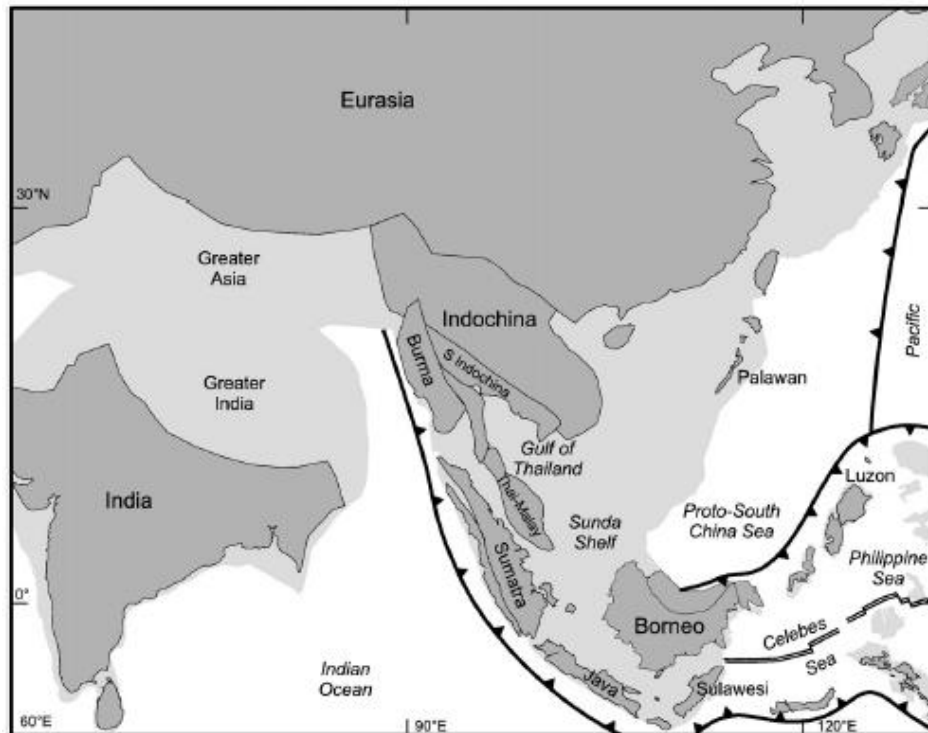 Eurasia
30°N
Greater
Asia
Indochina
Burma
S Indochina
Pacific
Palawan
Greater
India
Gulf of
Thailand
India
Thai-Malay
Luzon
Sunda
Shelf
Proto-South
China Sea
Philippine
Sea
Sumatra
0°
Borneo
Celebes
Sea
Indian
Ocean
Java
Sulawesi
60°E
90°E
120°E